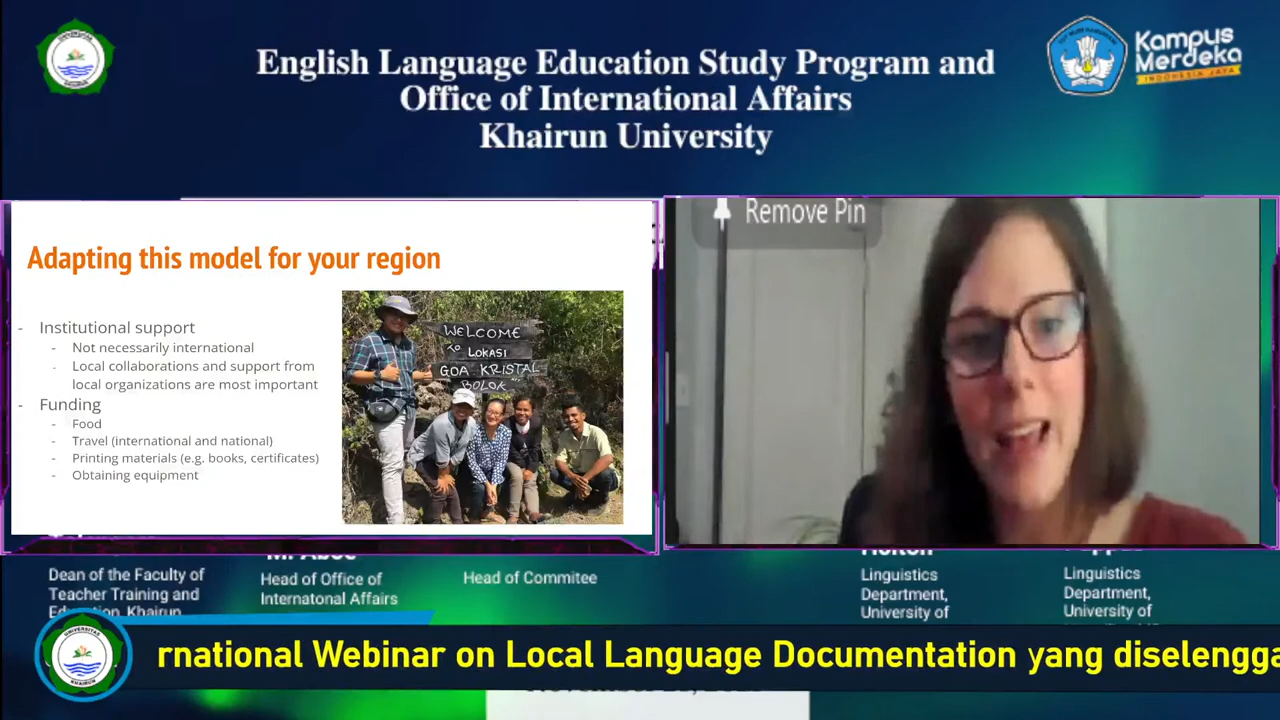 English Language Education Study Program and
Office of International Affairs
Khairun University
Kampus
Merdeka
INDONESIA JAYA
Remove Pin
Adapting this model for your region
- Institutional support
- Not necessarily international
- Local collaborations and support from
local organizations are most important
- Funding
- Food
- Travel (international and national)
- Printing materials (e.g. books, certificates)
- Obtaining equipment
WELCOME
TO LOKASI
GOA KRISTAL
BOLOK
Dean of the Faculty of
Teacher Training and
Education, Khairun
Head of Office of
Internatonal Affairs
Head of Commitee
Holton
Linguistics
Department,
University of
Linguistics
Department,
University of
rnational Webinar on Local Language Documentation yang diselengga